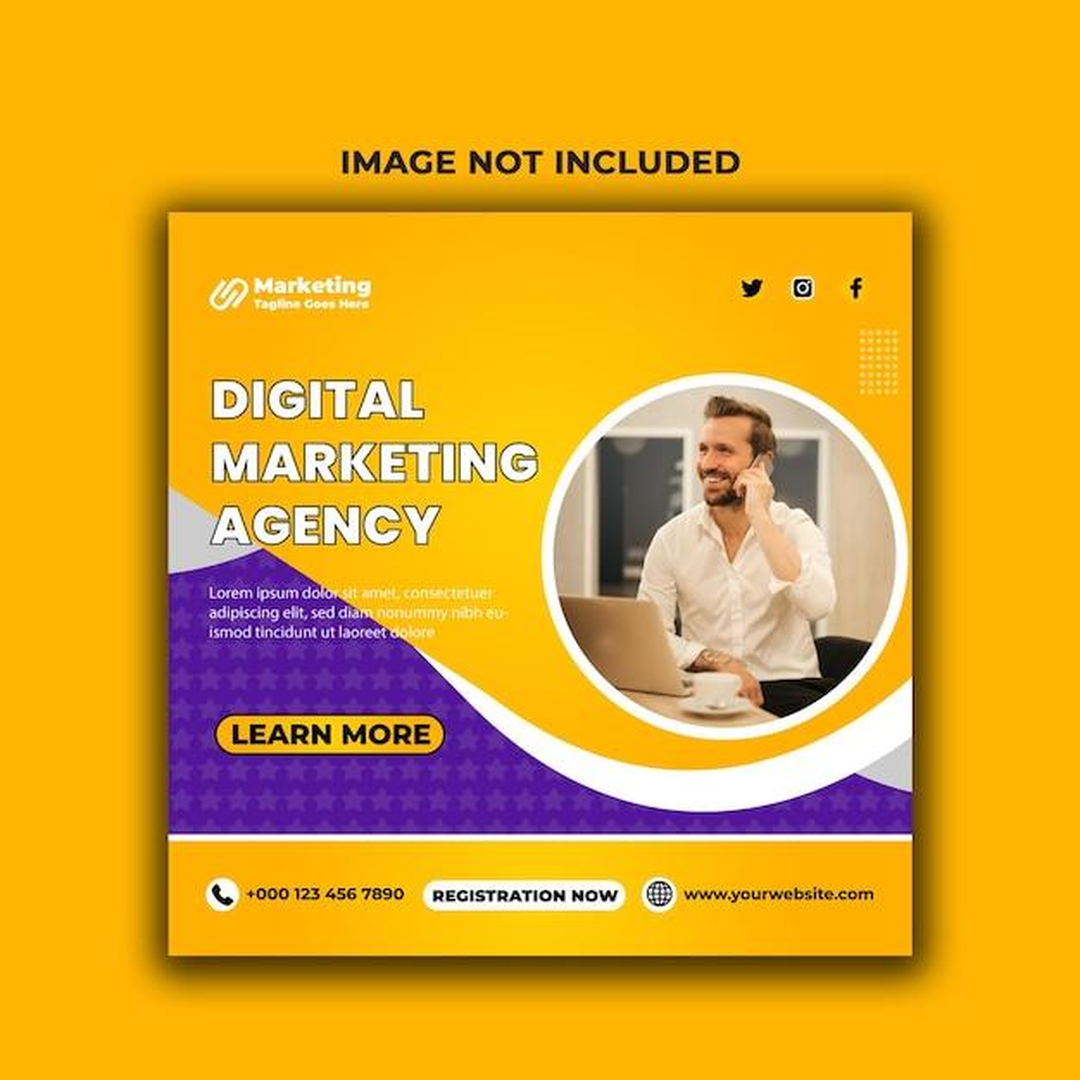 IMAGE NOT INCLUDED
Marketing
Tagline Goes Here
DIGITAL
MARKETING
AGENCY
Lorem ipsum dolor sit amet, consectetuer
adipiscing elit, sed diam nonummy nibh eu-
ismod tincidunt ut laoreet dolore
LEARN MORE
+000 123 456 7890
REGISTRATION NOW
www.yourwebsite.com